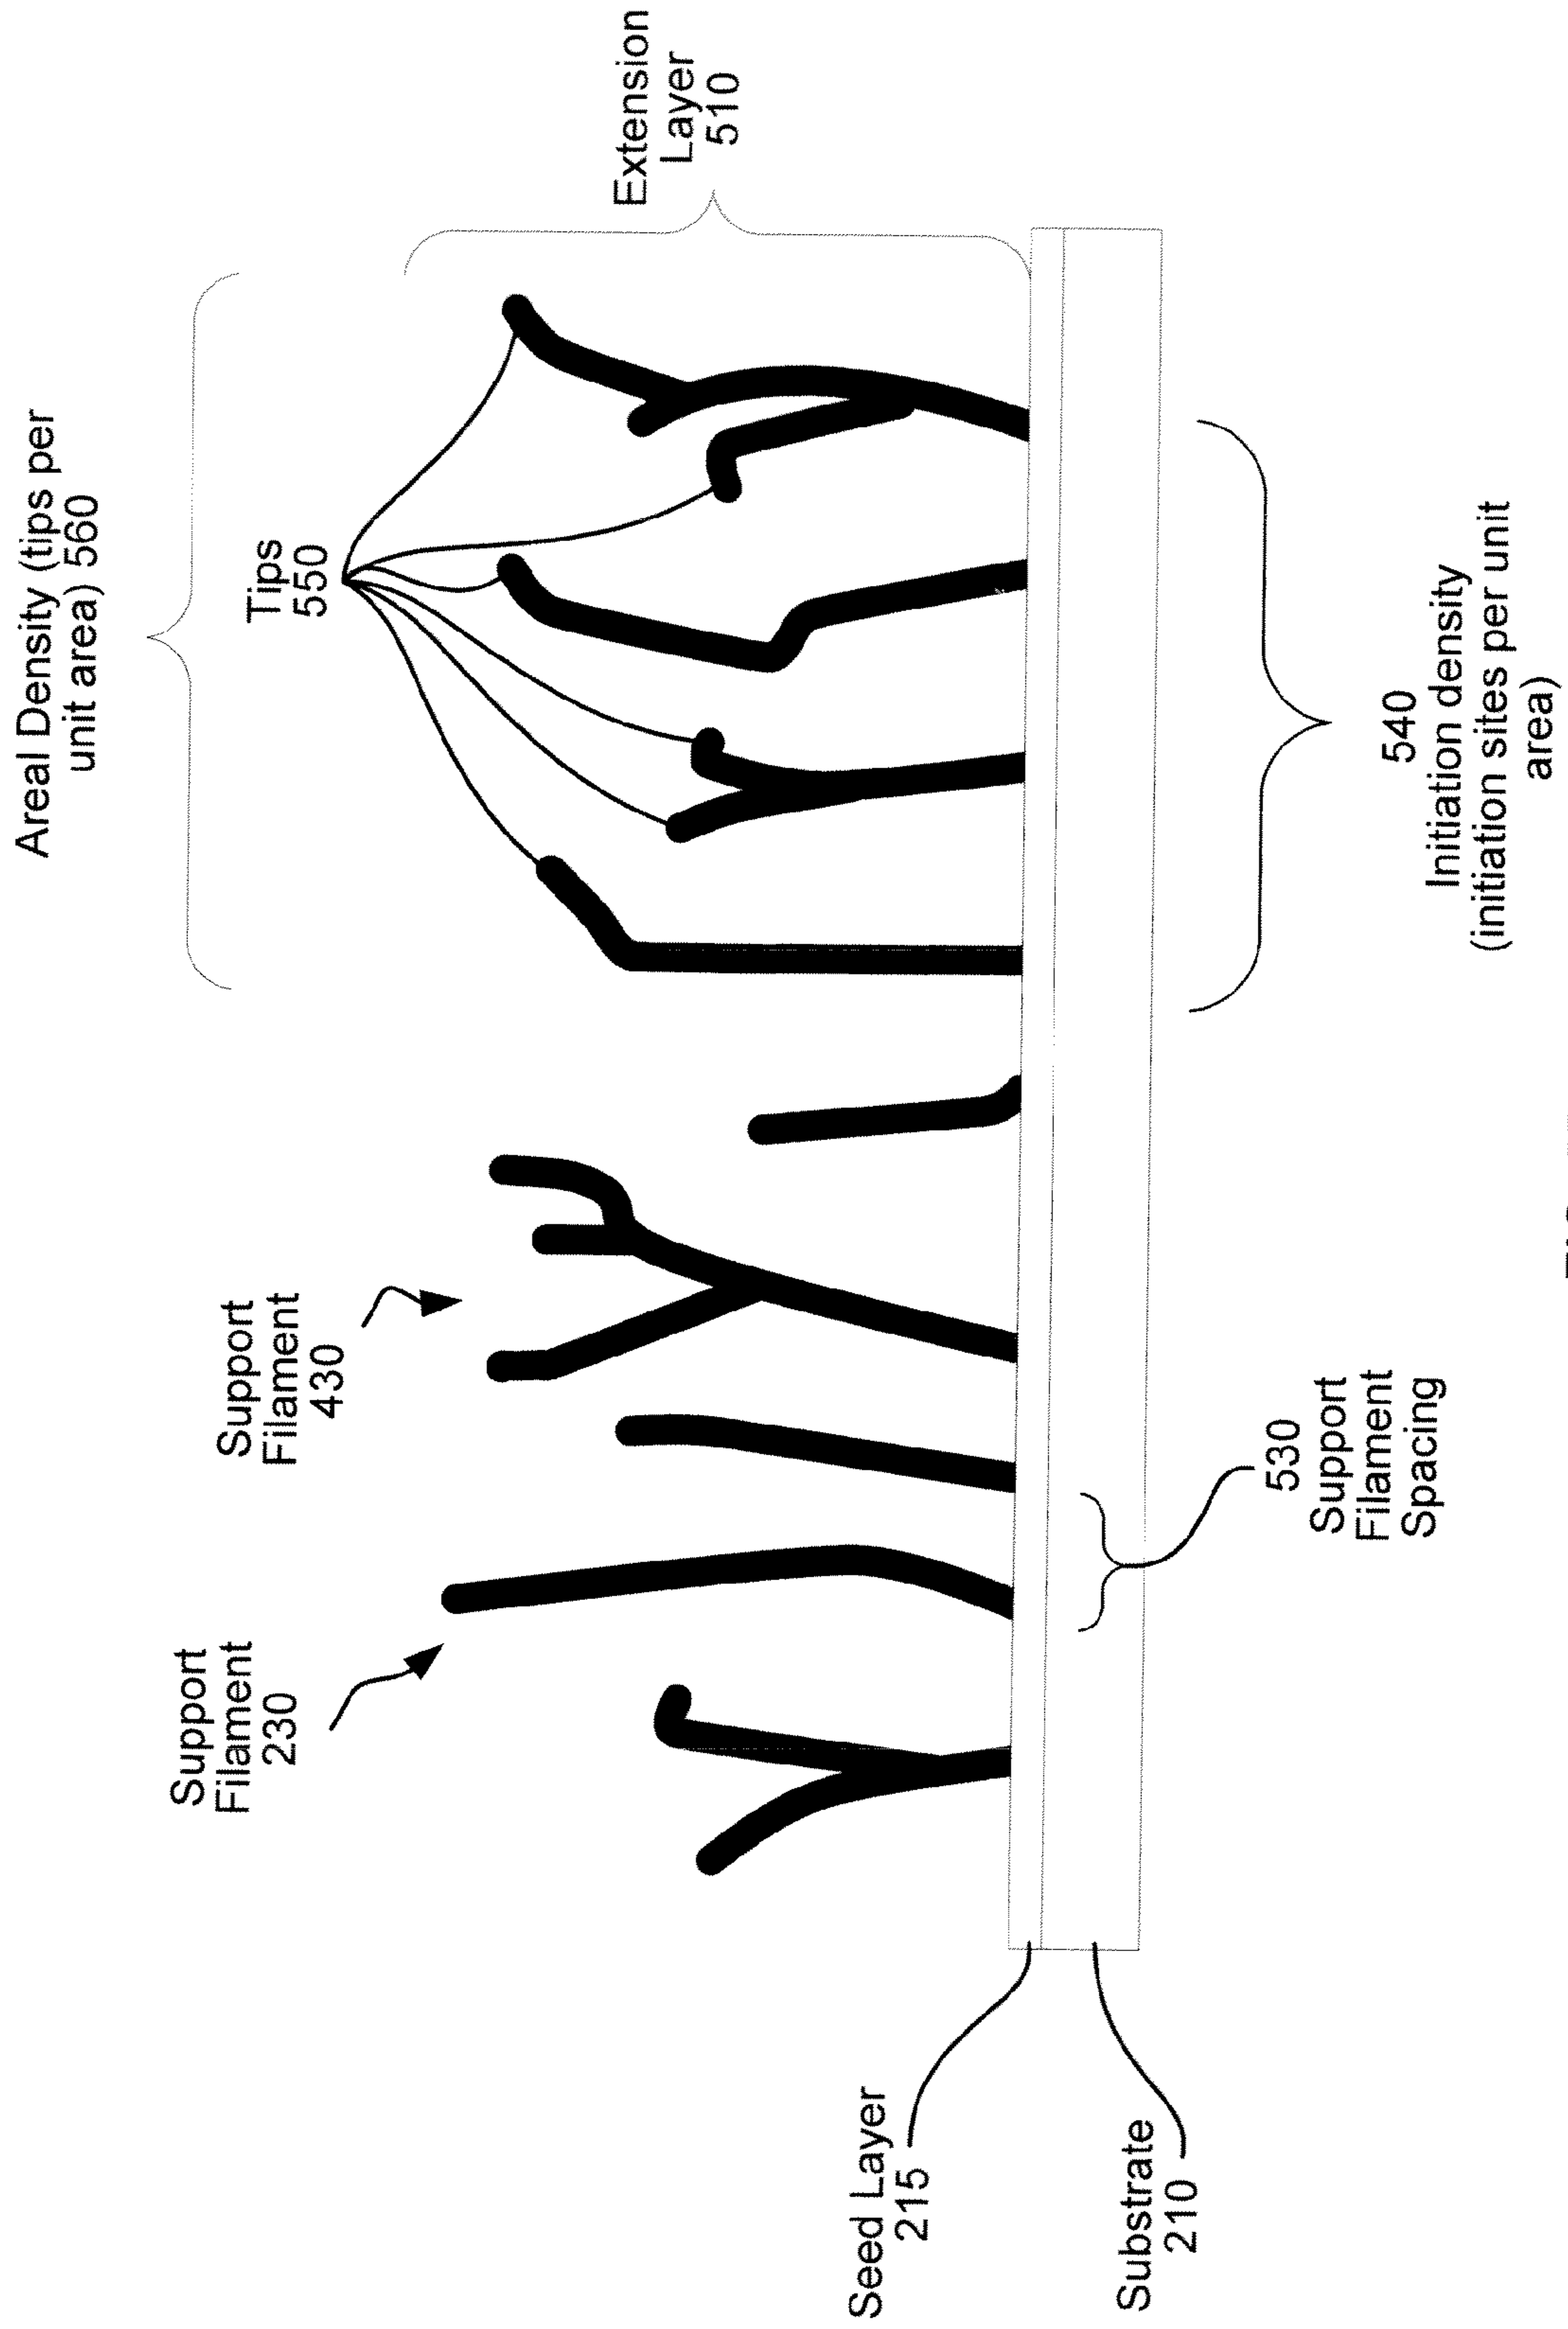 Areal Density (tips per
unit area) 560
Tips
550
Extension
Layer
510
Support
Filament
430
Support
Filament
230
530
Support
Filament
Spacing
540
Initiation density
(initiation sites per unit
area)
Seed Layer
215
Substrate
210